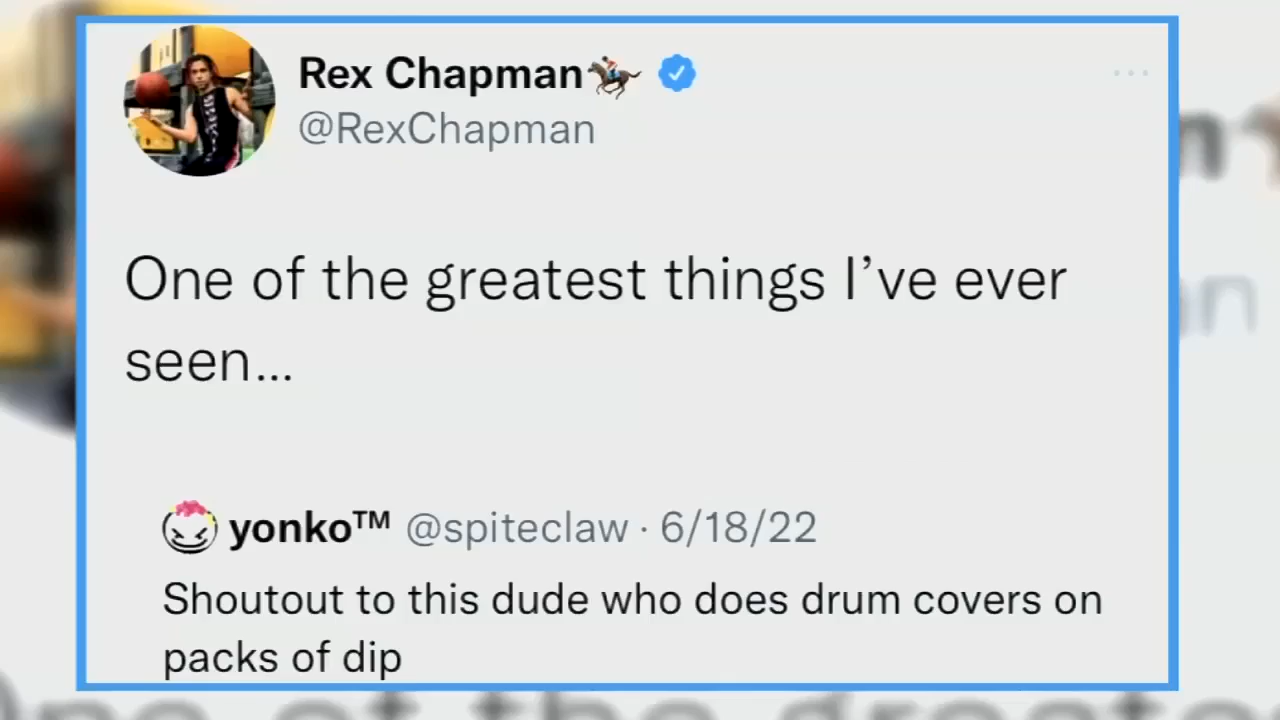 Rex Chapman🏇
@RexChapman
One of the greatest things I’ve ever
seen...
yonko™ @spiteclaw · 6/18/22
Shoutout to this dude who does drum covers on
packs of dip